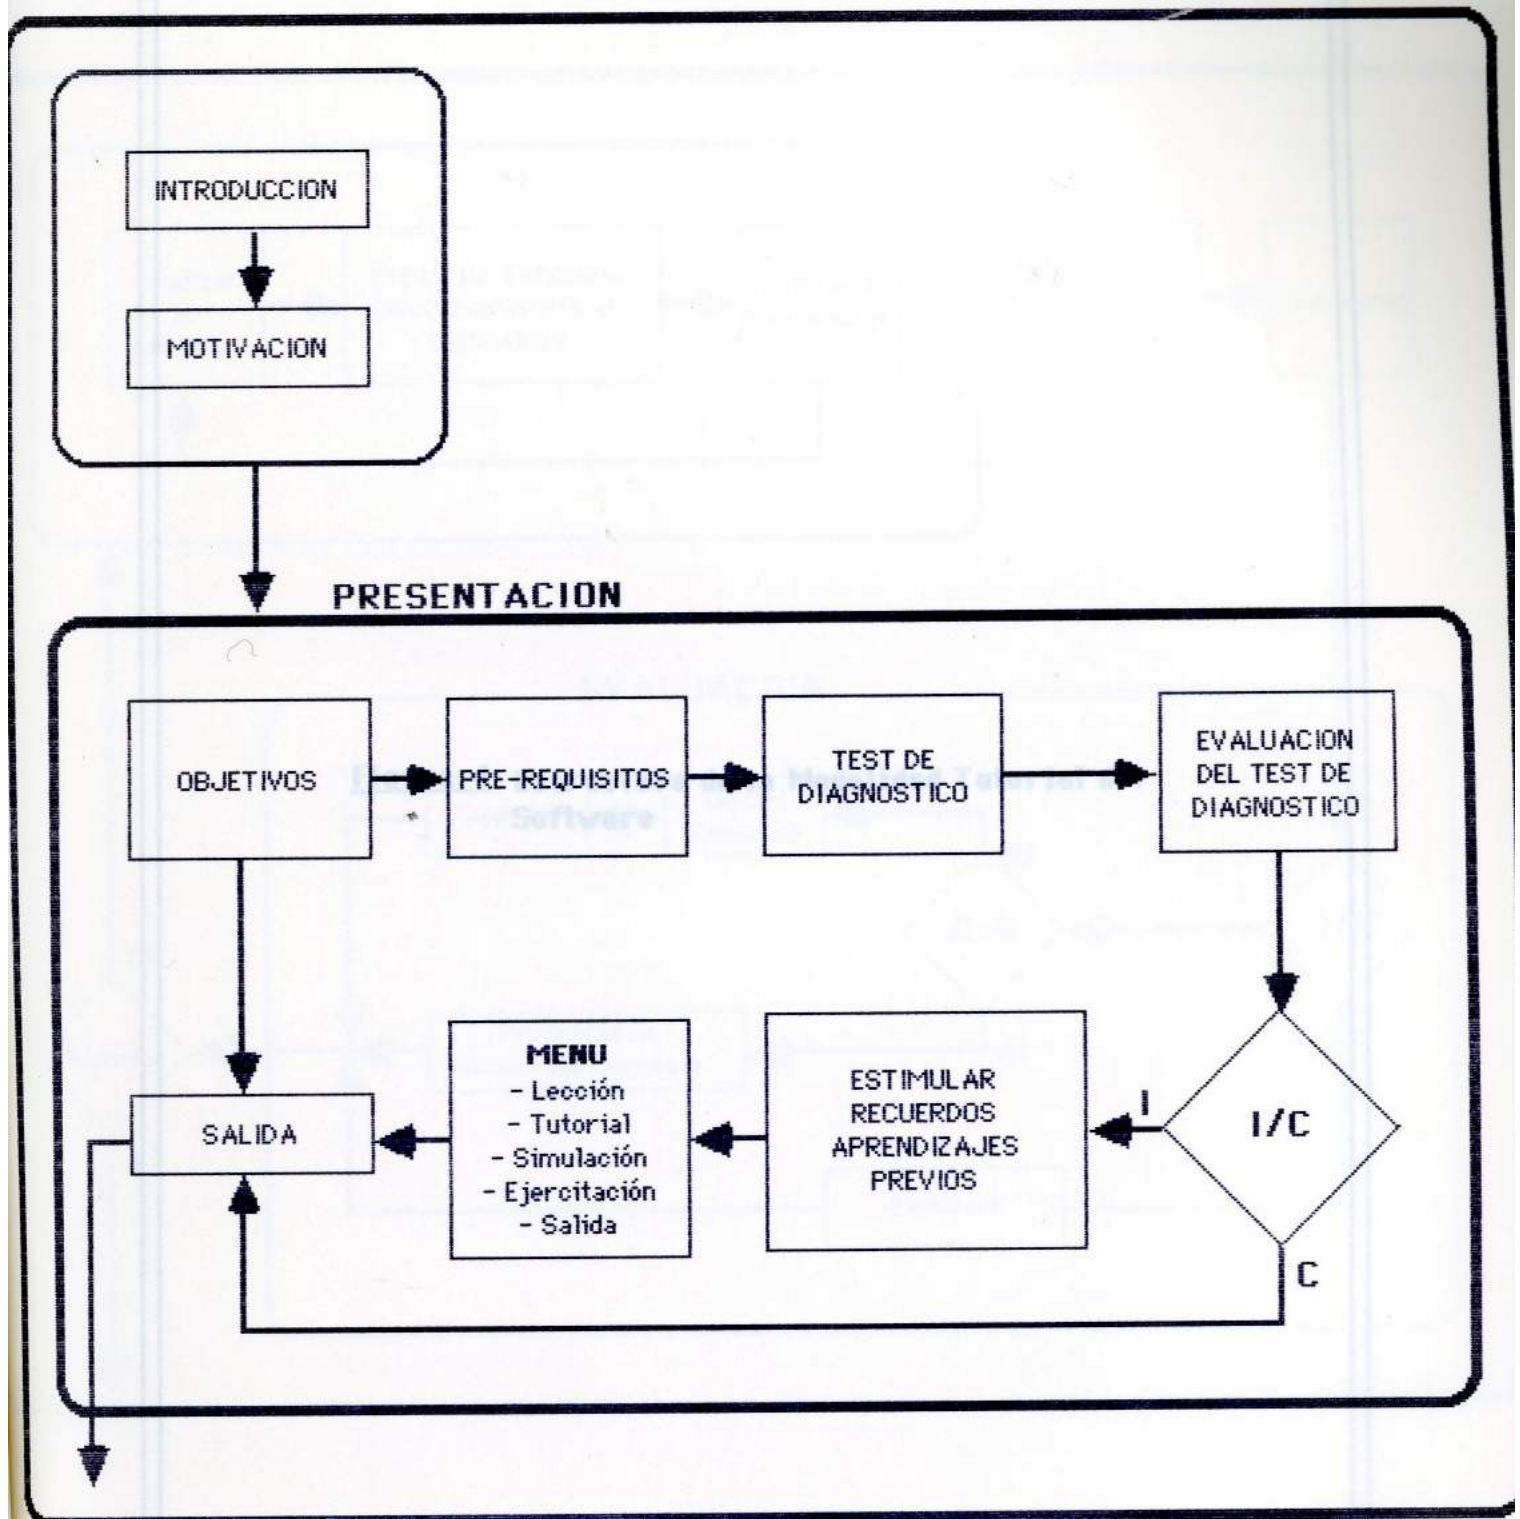 INTRODUCCION
MOTIVACION
PRESENTACION
OBJETIVOS
PRE-REQUISITOS
TEST DE
DIAGNOSTICO
EVALUACION
DEL TEST DE
DIAGNOSTICO
I/C
I
C
ESTIMULAR
RECUERDOS
APRENDIZAJES
PREVIOS
MENU
- Lección
- Tutorial
- Simulación
- Ejercitación
- Salida
SALIDA
Software